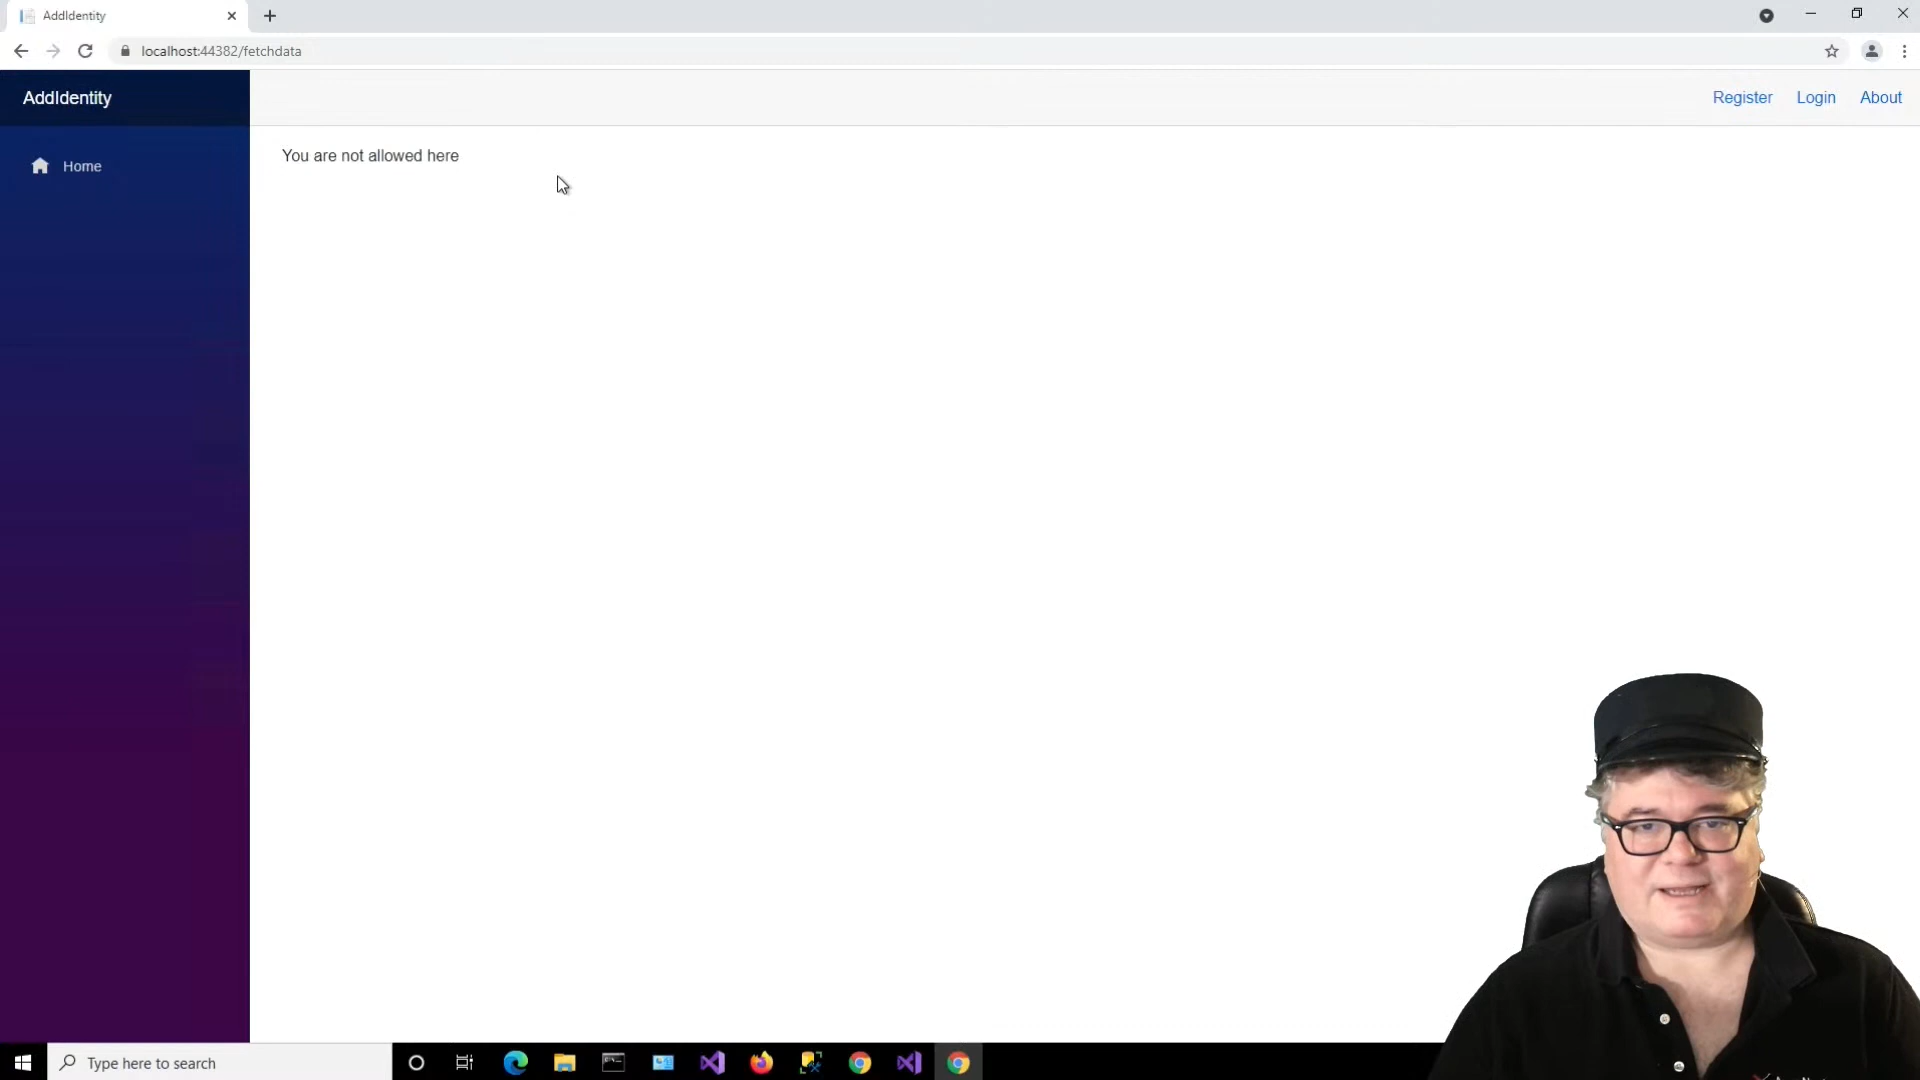 AddIdentity
localhost:44382/fetchdata
AddIdentity
Register
Login
About
Home
You are not allowed here
Type here to search